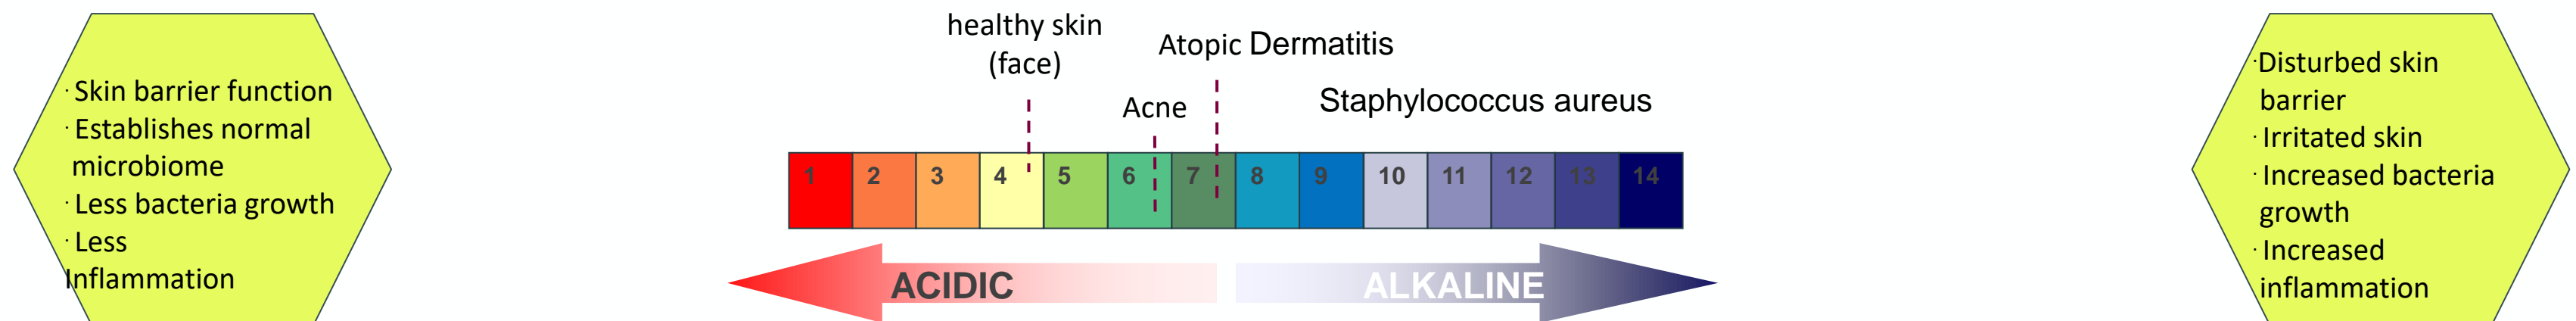 · Skin barrier function
· Establishes normal
microbiome
· Less bacteria growth
· Less
Inflammation
healthy skin
(face)
Atopic Dermatitis
Acne
Staphylococcus aureus
1 2 3 4 5 6 7 8 9 10 11 12 13 14
ACIDIC
ALKALINE
·Disturbed skin
barrier
· Irritated skin
· Increased bacteria
growth
· Increased
inflammation